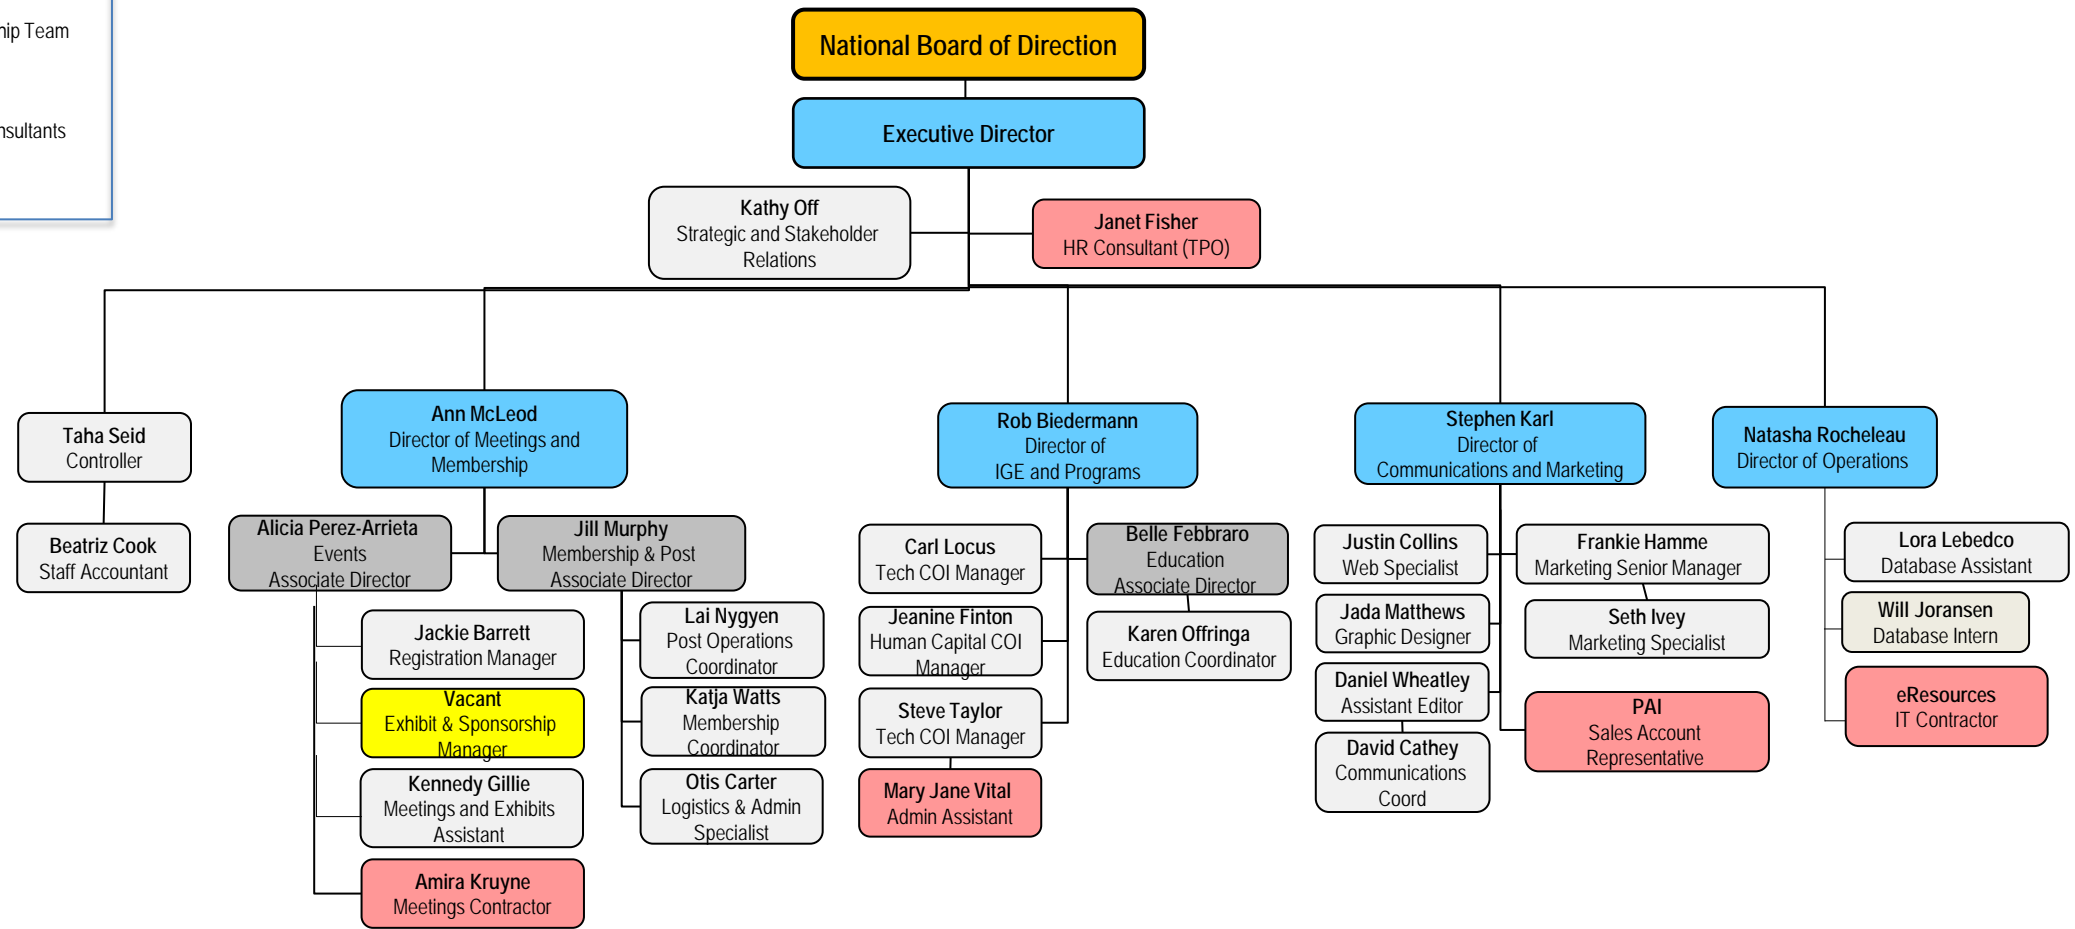 Team
National Board of Direction
Executive Director
Kathy Off
Strategic and Stakeholder
Relations
Janet Fisher
HR Consultant (TPO)
Taha Seid
Controller
Beatriz Cook
Staff Accountant
Ann McLeod
Director of Meetings and
Membership
Alicia Perez-Arrieta
Events
Associate Director
Jackie Barrett
Registration Manager
Vacant
Exhibit & Sponsorship
Manager
Kennedy Gillie
Meetings and Exhibits
Assistant
Amira Kruyne
Meetings Contractor
Jill Murphy
Membership & Post
Associate Director
Lai Nygyen
Post Operations
Coordinator
Katja Watts
Membership
Coordinator
Otis Carter
Logistics & Admin
Specialist
Rob Biedermann
Director of
IGE and Programs
Carl Locus
Tech COI Manager
Jeanine Finton
Human Capital COI
Manager
Steve Taylor
Tech COI Manager
Mary Jane Vital
Admin Assistant
Belle Febbraro
Education
Associate Director
Karen Offringa
Education Coordinator
Stephen Karl
Director of
Communications and Marketing
Justin Collins
Web Specialist
Jada Matthews
Graphic Designer
Daniel Wheatley
Assistant Editor
David Cathey
Communications
Coord
Frankie Hamme
Marketing Senior Manager
Seth Ivey
Marketing Specialist
PAI
Sales Account
Representative
Natasha Rocheleau
Director of Operations
Lora Lebedco
Database Assistant
Will Joransen
Database Intern
eResources
IT Contractor